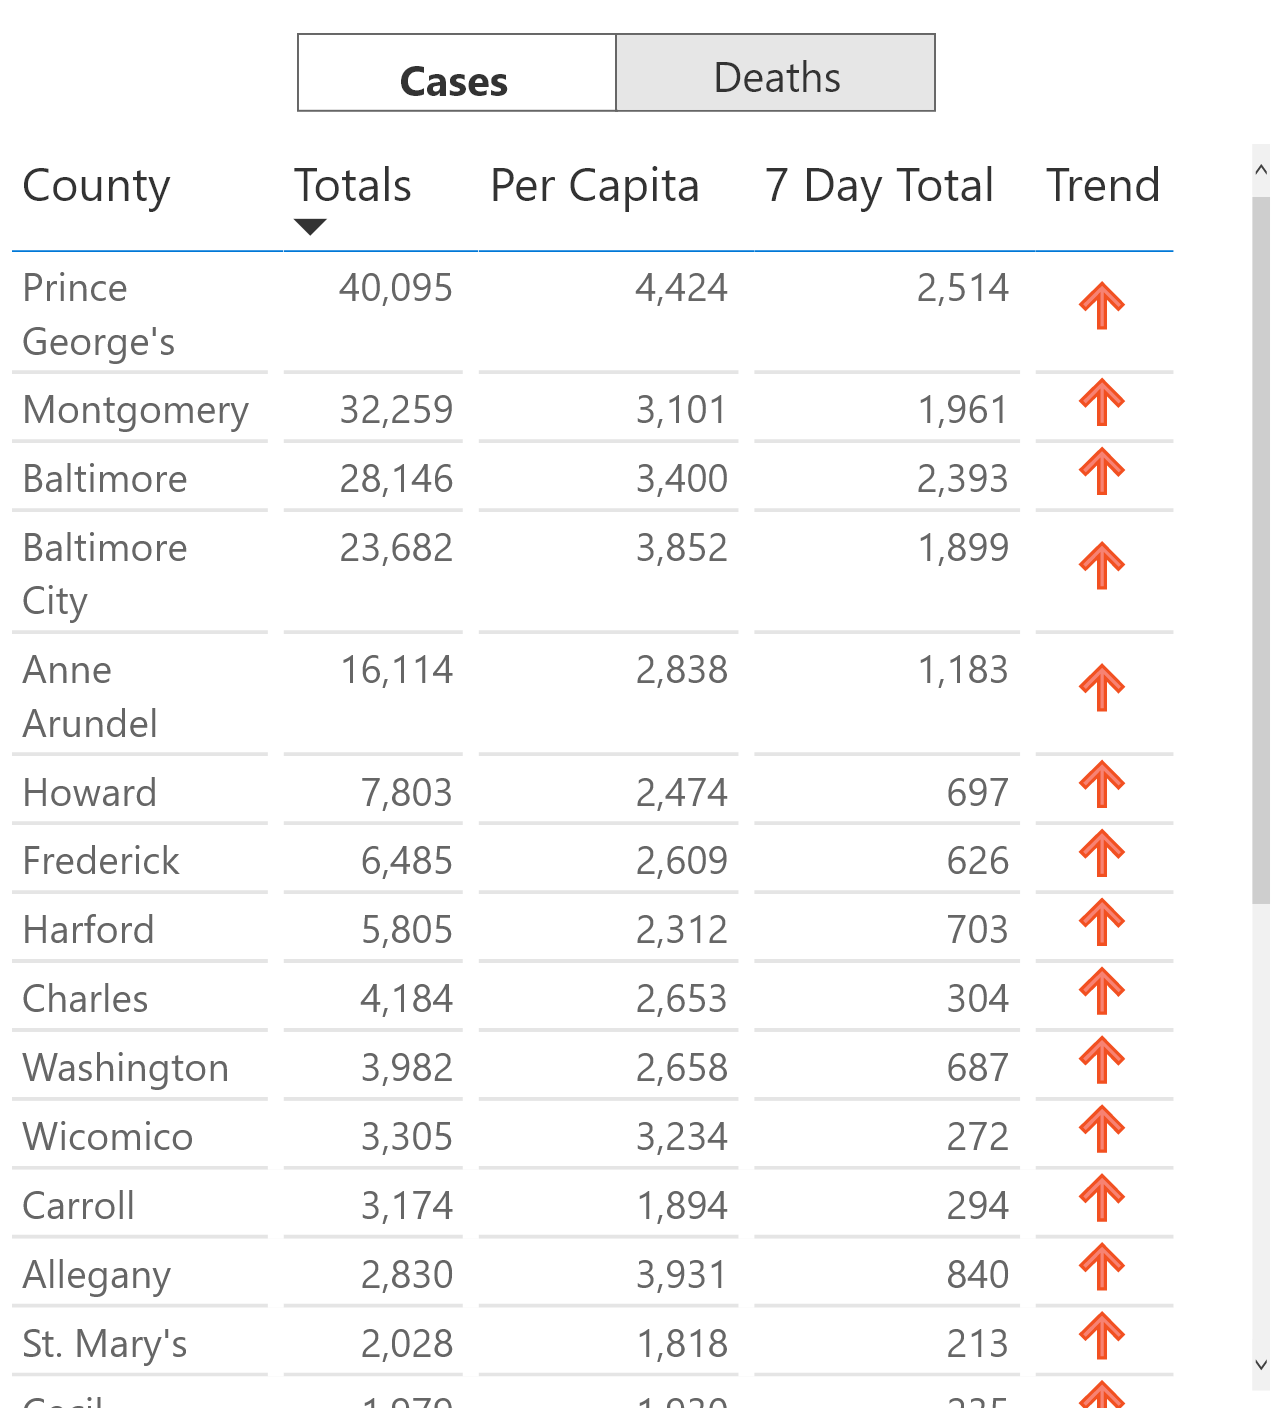 Cases Deaths
County Totals Per Capita 7 Day Total Trend
Prince 40,095 4,424 2,514
George's
Montgomery 32,259 3,101 1,961
Baltimore 28,146 3,400 2,393
Baltimore 23,682 3,852 1,899
City
Anne 16,114 2,838 1,183
Arundel
Howard 7,803 2,474 697
Frederick 6,485 2,609 626
Harford 5,805 2,312 703
Charles 4,184 2,653 304
Washington 3,982 2,658 687
Wicomico 3,305 3,234 272
Carroll 3,174 1,894 294
Allegany 2,830 3,931 840
St. Mary's 2,028 1,818 213
Cecil